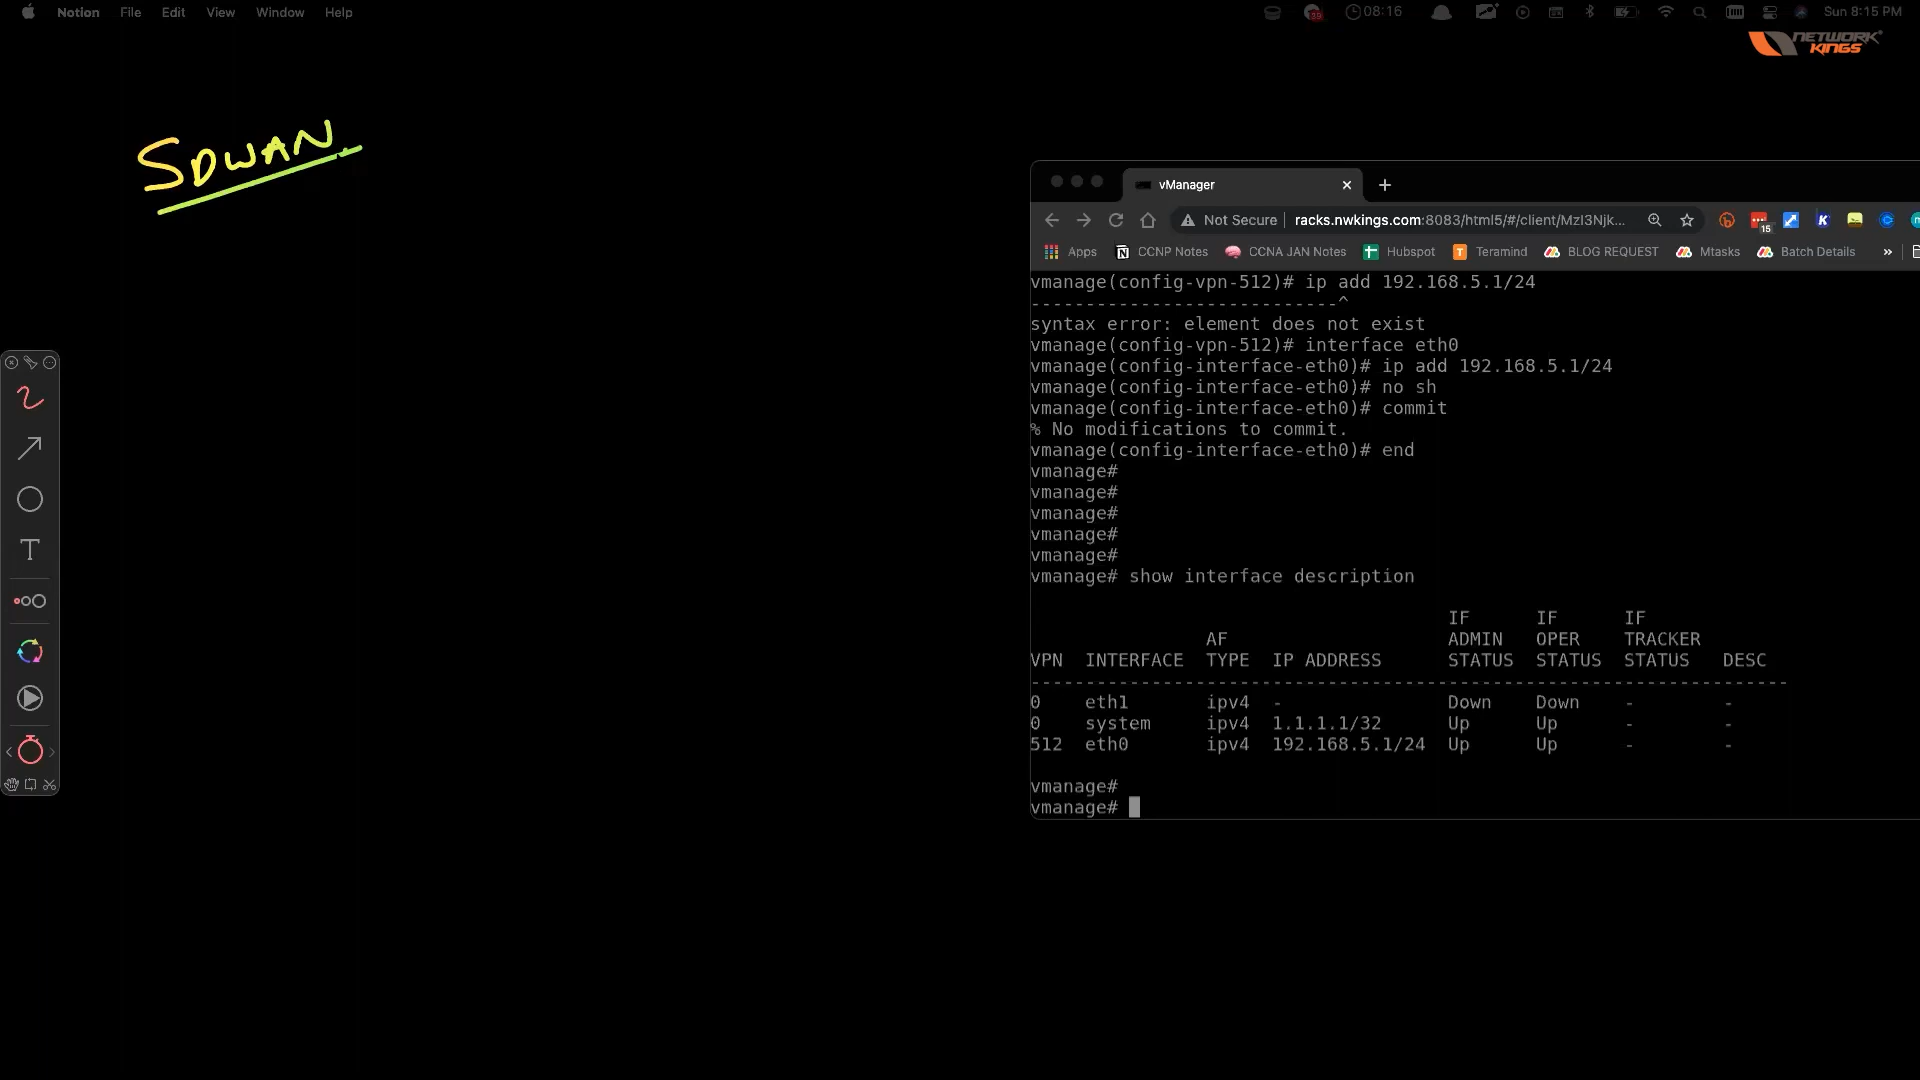 Notion File Edit View Window Help 08:16 Sun 8:15 PM
NETWORK KINGS
SDWAN
vManager
Not Secure racks.nwkings.com:8083/html5/#/client/MzI3Njk...
15
Apps CCNP Notes CCNA JAN Notes Hubspot Teramind BLOG REQUEST Mtasks Batch Details »
vmanage(config-vpn-512)# ip add 192.168.5.1/24
----------------------------^
syntax error: element does not exist
vmanage(config-vpn-512)# interface eth0
vmanage(config-interface-eth0)# ip add 192.168.5.1/24
vmanage(config-interface-eth0)# no sh
vmanage(config-interface-eth0)# commit
% No modifications to commit.
vmanage(config-interface-eth0)# end
vmanage#
vmanage#
vmanage#
vmanage#
vmanage#
vmanage# show interface description
IF IF IF
AF ADMIN OPER TRACKER
VPN INTERFACE TYPE IP ADDRESS STATUS STATUS STATUS DESC
---------------------------------------------------------------------
0 eth1 ipv4 - Down Down - -
0 system ipv4 1.1.1.1/32 Up Up - -
512 eth0 ipv4 192.168.5.1/24 Up Up - -
vmanage#
vmanage#
T